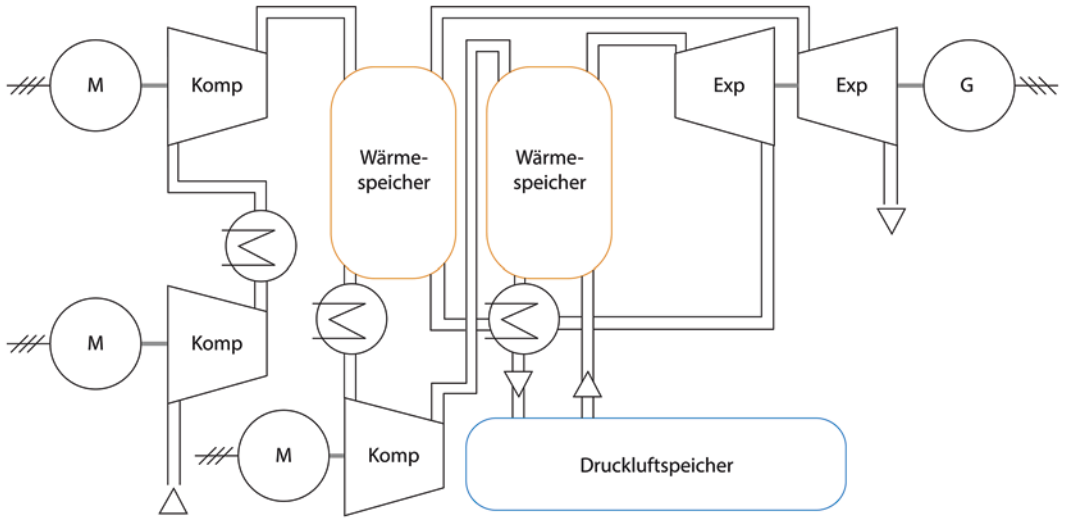 M
Komp
Wärme-
speicher
Wärme-
speicher
Exp
Exp
G
M
Komp
M
Komp
Druckluftspeicher